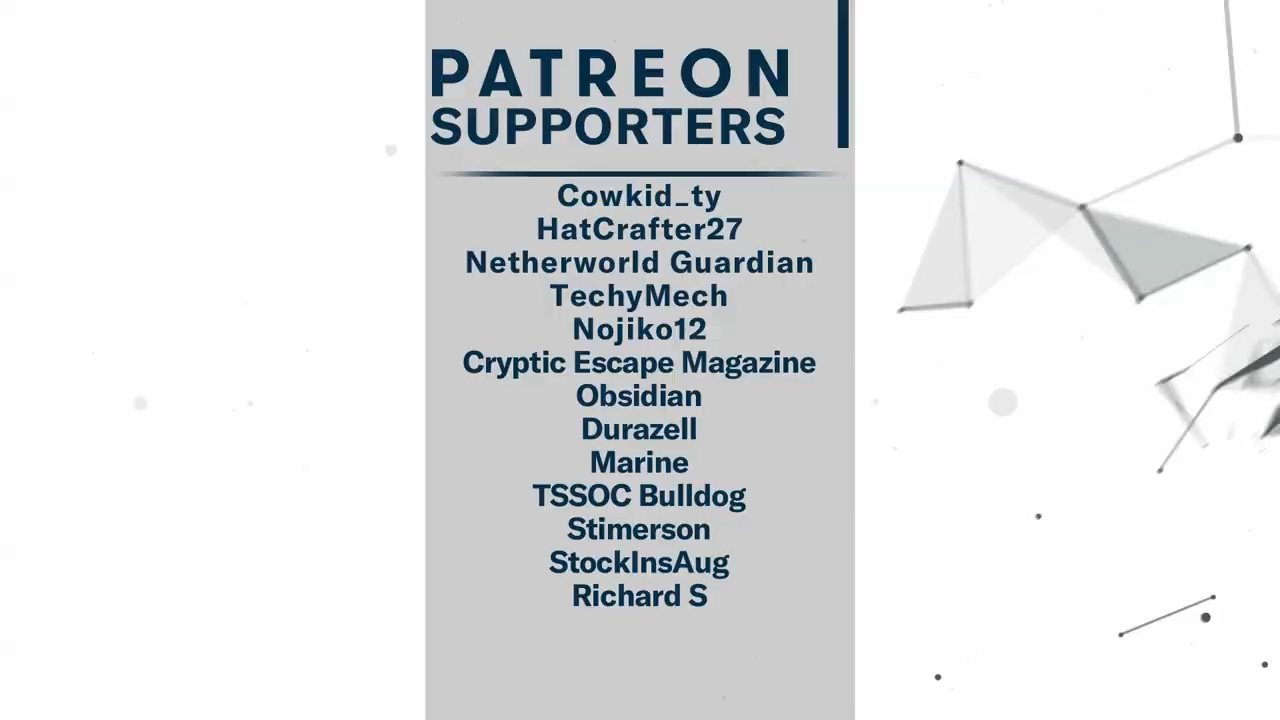 PATREON
SUPPORTERS
Cowkid_ty
HatCrafter27
Netherworld Guardian
TechyMech
Nojiko12
Cryptic Escape Magazine
Obsidian
Durazell
Marine
TSSOC Bulldog
Stimerson
StockInsAug
Richard S